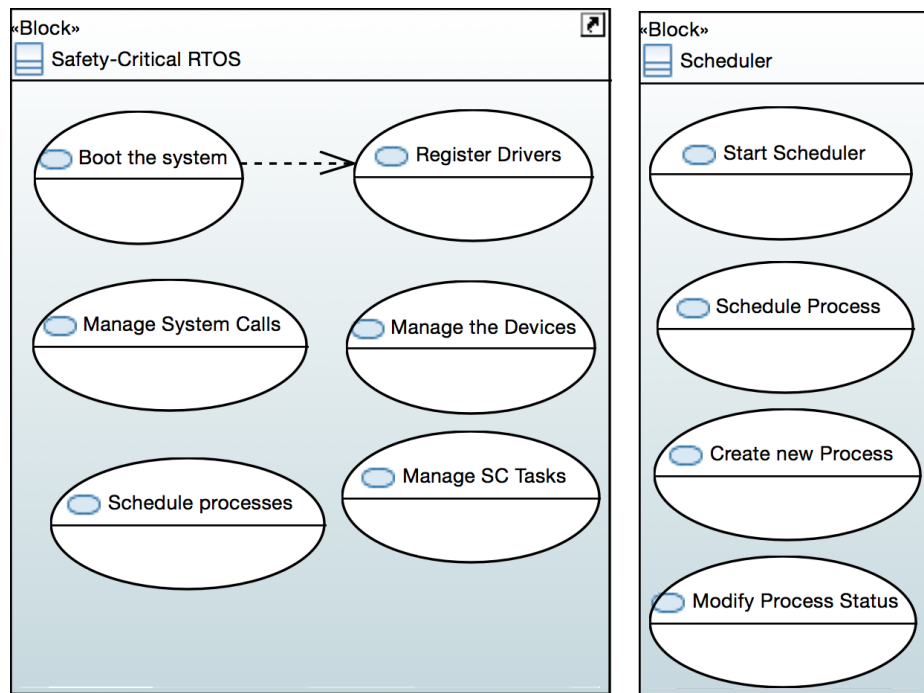 «Block»
Safety-Critical RTOS
Boot the system
Register Drivers
Manage System Calls
Manage the Devices
Schedule processes
Manage SC Tasks
«Block»
Scheduler
Start Scheduler
Schedule Process
Create new Process
Modify Process Status